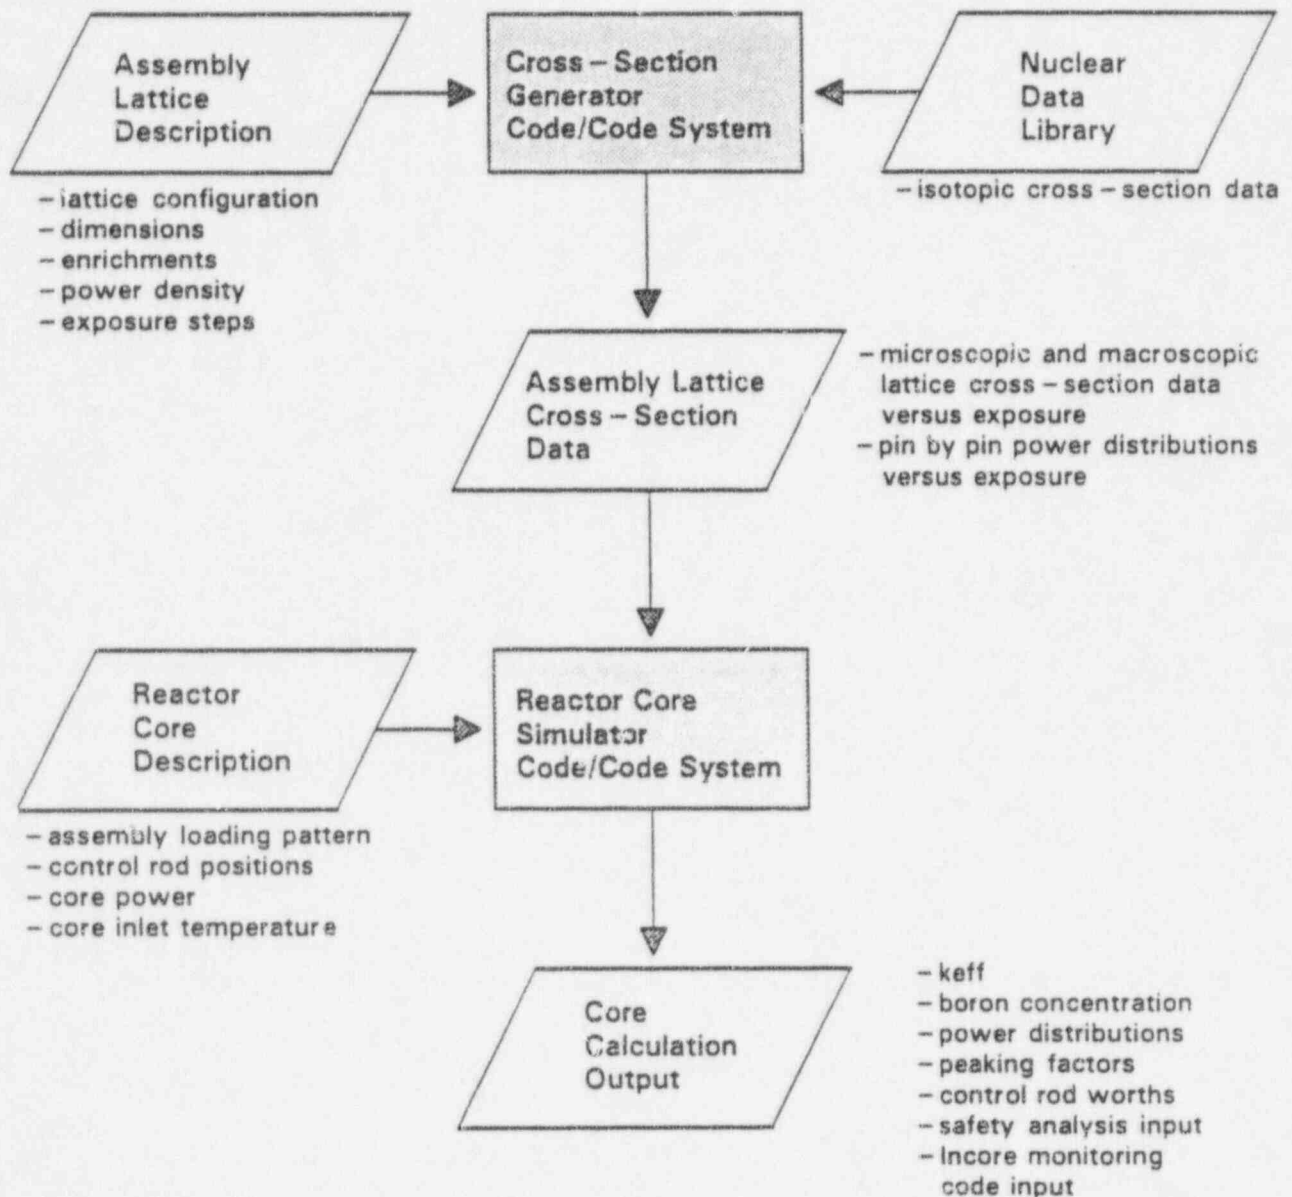 Assembly
Lattice
Description
Cross – Section
Generator
Code/Code System
Nuclear
Data
Library
– lattice configuration
– dimensions
– enrichments
– power density
– exposure steps
– isotopic cross – section data
Assembly Lattice
Cross – Section
Data
– microscopic and macroscopic
lattice cross – section data
versus exposure
– pin by pin power distributions
versus exposure
Reactor
Core
Description
Reactor Core
Simulator
Code/Code System
– assembly loading pattern
– control rod positions
– core power
– core inlet temperature
Core
Calculation
Output
– keff
– boron concentration
– power distributions
– peaking factors
– control rod worths
– safety analysis input
– Incore monitoring
code input